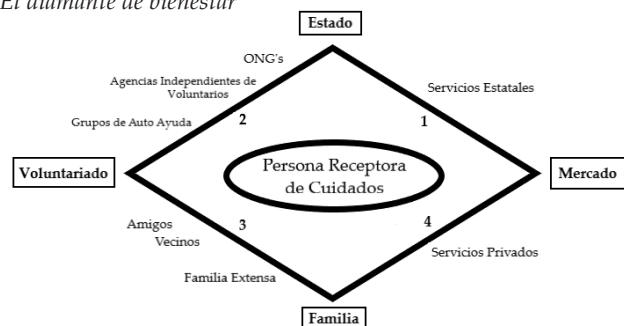 El diamante de bienestar
Estado
ONG's
Agencias Independientes de
Voluntarios
Servicios Estatales
Grupos de Auto Ayuda
2
1
Persona Receptora
de Cuidados
Voluntariado
Mercado
Amigos
Vecinos
3
4
Servicios Privados
Familia Extensa
Familia